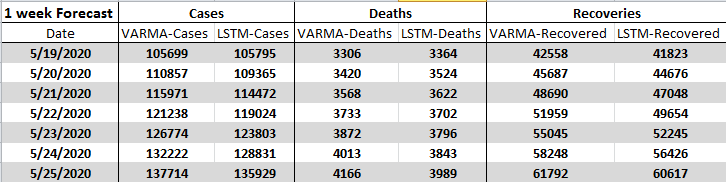 1 week Forecast Cases Deaths Recoveries
Date VARMA-Cases LSTM-Cases VARMA-Deaths LSTM-Deaths VARMA-Recovered LSTM-Recovered
5/19/2020 105699 105795 3306 3364 42558 41823
5/20/2020 110857 109365 3420 3524 45687 44676
5/21/2020 115971 114472 3568 3622 48690 47048
5/22/2020 121238 119024 3733 3702 51959 49654
5/23/2020 126774 123803 3872 3796 55045 52245
5/24/2020 132222 128831 4013 3843 58248 56426
5/25/2020 137714 135929 4166 3989 61792 60617